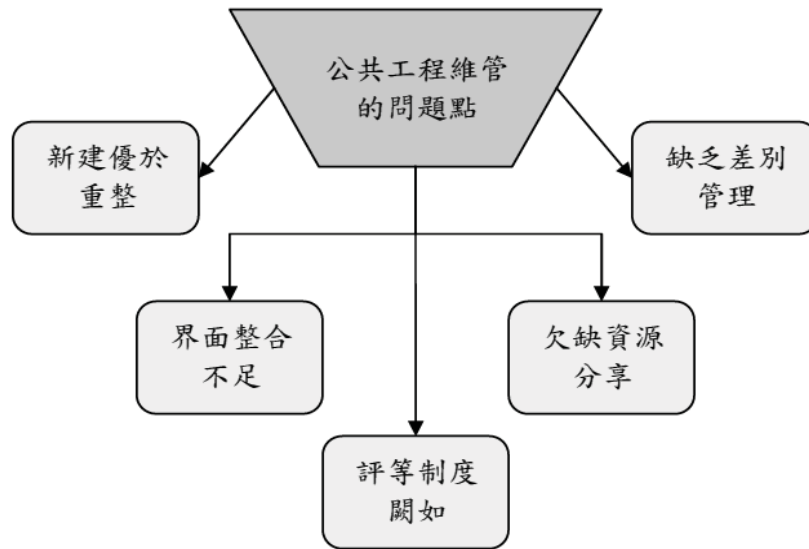 公共工程維管
的問題點
新建優於
重整
缺乏差別
管理
界面整合
不足
欠缺資源
分享
評等制度
闕如